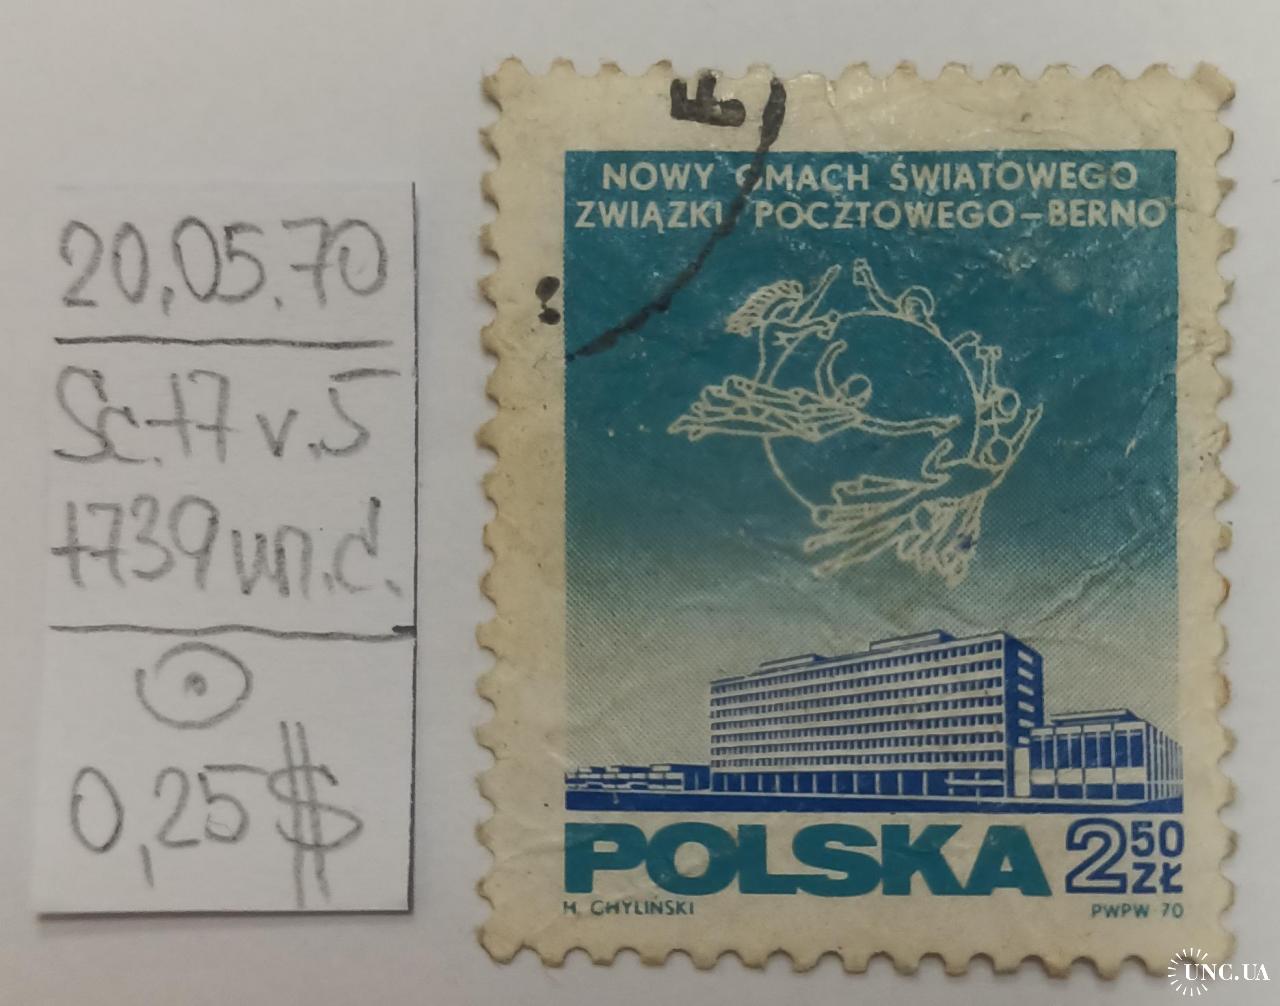 20,05.70
Sc.17 v.5
1739 un.c.
0,25 $
NOWY GMACH ŚWIATOWEGO
ZWIĄZKU POCZTOWEGO – BERNO
POLSKA 2 50 ZŁ
H. CHYLIŃSKI PWPW-70
UNC.UA